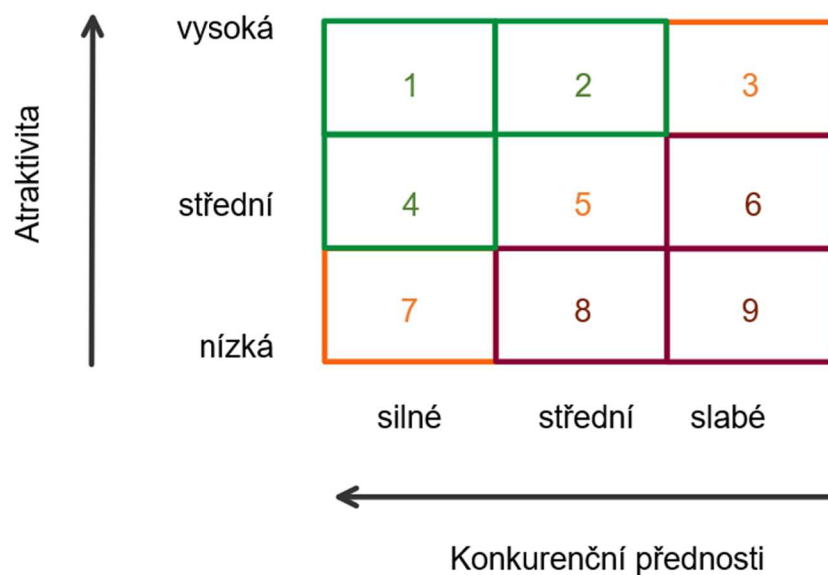 vysoká
1 2 3
Atraktivita
střední
4 5 6
7 8 9
nízká
silné střední slabé
Konkurenční přednosti